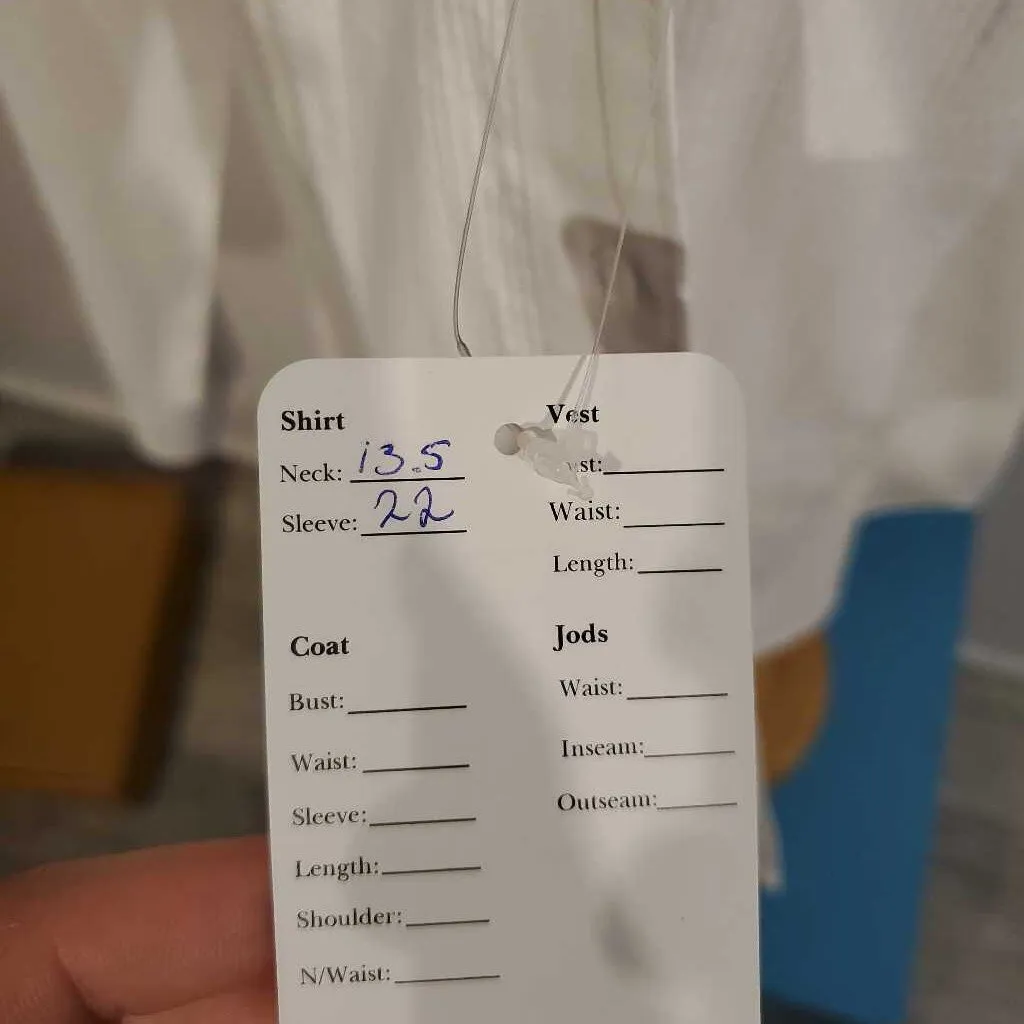 Shirt
Neck: 13.5
Sleeve: 22
Vest
Waist:
Length:
Coat
Bust:
Waist:
Sleeve:
Length:
Shoulder:
N/Waist:
Jods
Waist:
Inseam:
Outseam: